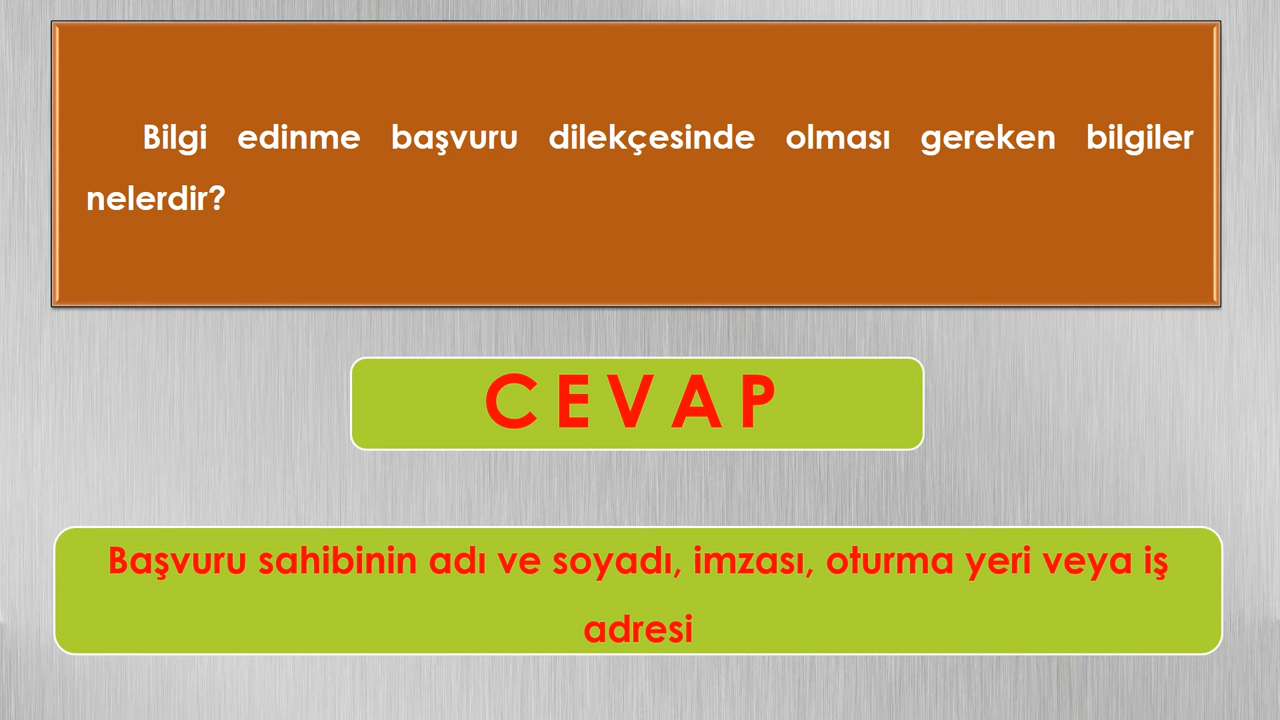 Bilgi edinme başvuru dilekçesinde olması gereken bilgiler
nelerdir?
CEVAP
Başvuru sahibinin adı ve soyadı, imzası, oturma yeri veya iş
adresi